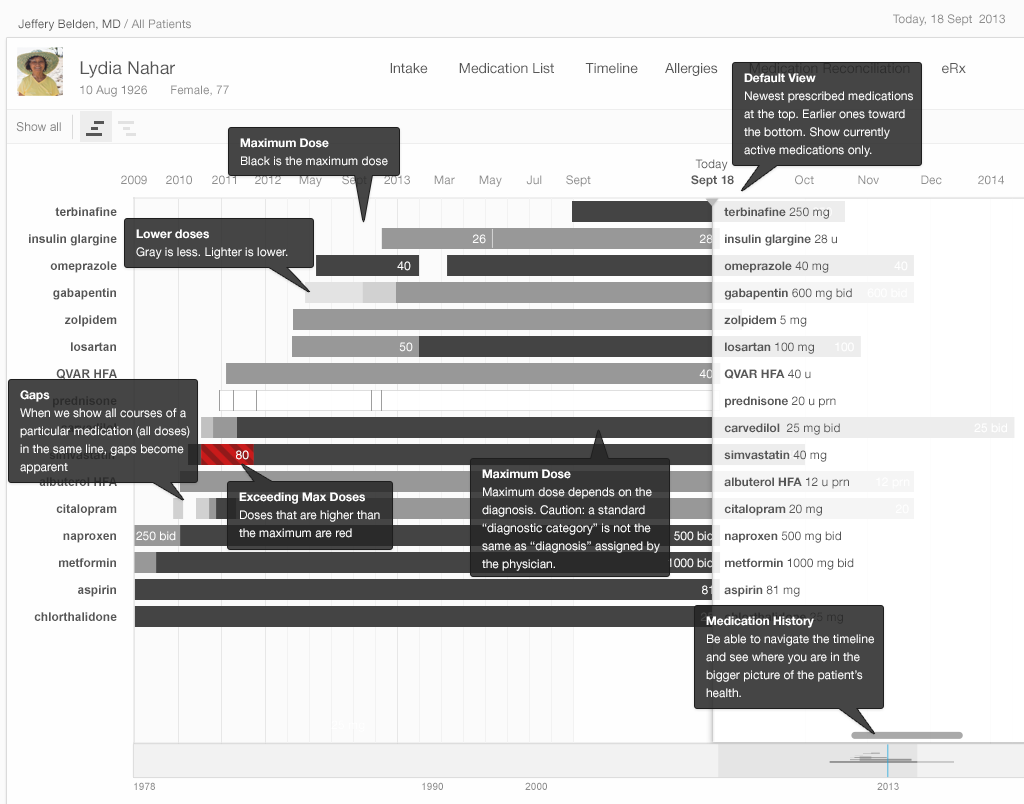 Jeffery Belden, MD / All Patients
Today, 18 Sept 2013
Lydia Nahar
10 Aug 1926 Female, 77
Intake Medication List Timeline Allergies Medication Reconciliation eRx
Show all
Default View
Newest prescribed medications
at the top. Earlier ones toward
the bottom. Show currently
active medications only.
Maximum Dose
Black is the maximum dose
Today
2009 2010 2011 2012 May Sept 2013 Mar May Jul Sept Sept 18 Oct Nov Dec 2014
terbinafine terbinafine 250 mg
Lower doses
Gray is less. Lighter is lower.
insulin glargine 26 28 insulin glargine 28 u
omeprazole 40 omeprazole 40 mg 40
gabapentin gabapentin 600 mg bid 600 bid
zolpidem zolpidem 5 mg
losartan 50 losartan 100 mg 100
QVAR HFA 40 QVAR HFA 40 u
Gaps
When we show all courses of a
particular medication (all doses)
in the same line, gaps become
apparent
prednisone prednisone 20 u prn
carvedilol carvedilol 25 mg bid 25 bid
simvastatin 80 simvastatin 40 mg
albuterol HFA albuterol HFA 12 u prn
Maximum Dose
Maximum dose depends on the
diagnosis. Caution: a standard
“diagnostic category” is not the
same as “diagnosis” assigned by
the physician.
Exceeding Max Doses
Doses that are higher than
the maximum are red
citalopram citalopram 20 mg 20
naproxen 250 bid 500 bid naproxen 500 mg bid
metformin 1000 bid metformin 1000 mg bid
aspirin 81 aspirin 81 mg
chlorthalidone chlorthalidone 25 mg
Medication History
Be able to navigate the timeline
and see where you are in the
bigger picture of the patient’s
health.
1978 1990 2000 2013